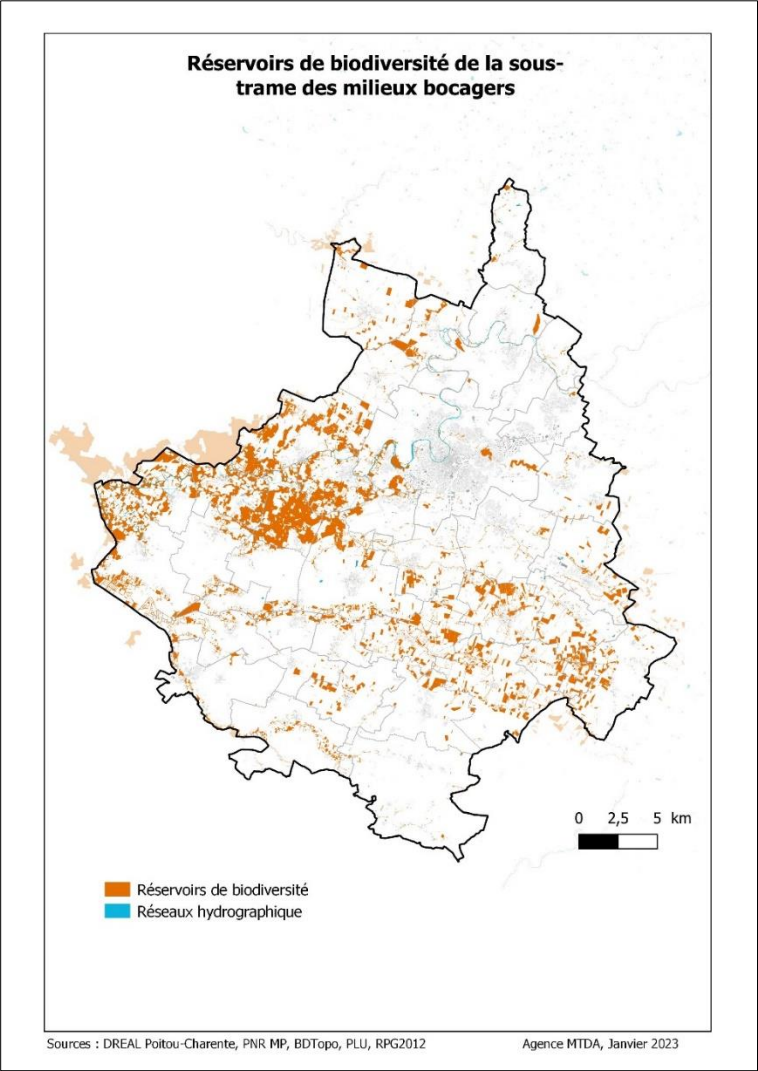 Réservoirs de biodiversité de la sous-
trame des milieux bocagers
0 2,5 5 km
Réservoirs de biodiversité
Réseaux hydrographique
Sources : DREAL Poitou-Charente, PNR MP, BDTopo, PLU, RPG2012
Agence MTDA, Janvier 2023